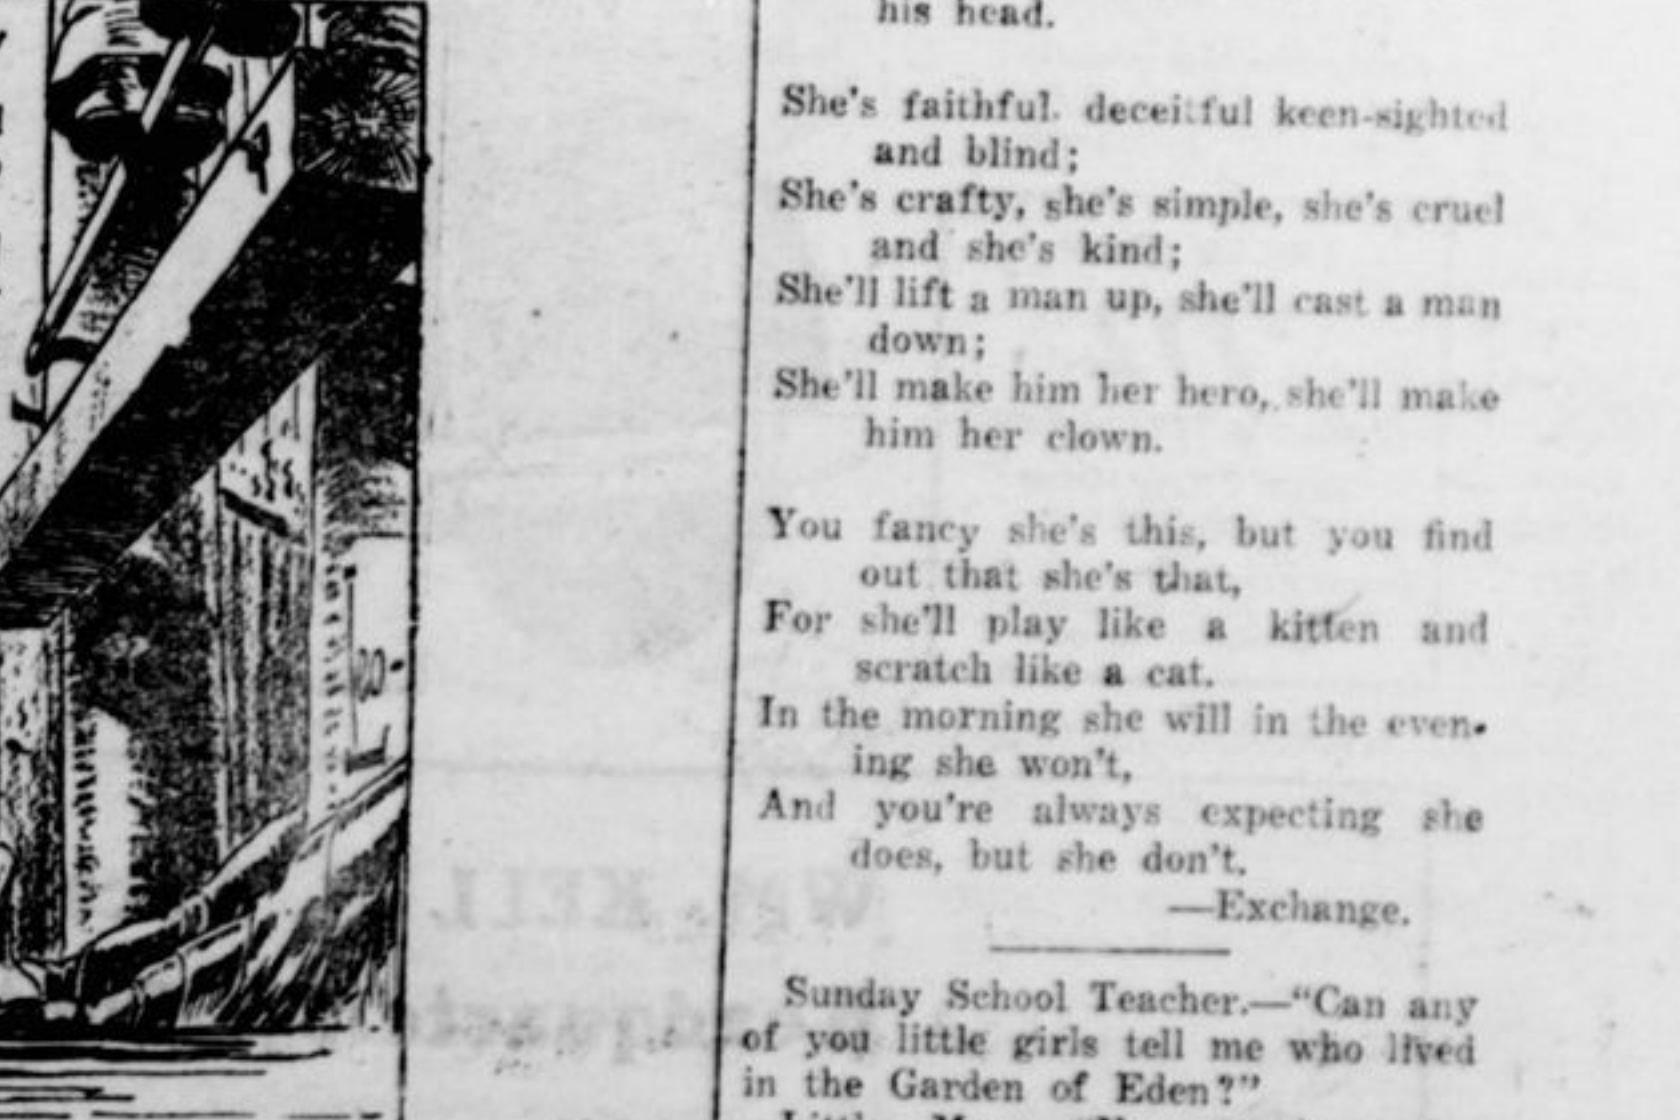 his head.
She's faithful. deceitful keen-sighted
and blind;
She's crafty, she's simple, she's cruel
and she's kind;
She'll lift a man up, she'll cast a man
down;
She'll make him her hero, she'll make
him her clown.
You fancy she's this, but you find
out that she's that,
For she'll play like a kitten and
scratch like a cat.
In the morning she will in the even-
ing she won't,
And you're always expecting she
does, but she don't.
—Exchange.
Sunday School Teacher.—"Can any
of you little girls tell me who lived
in the Garden of Eden?"